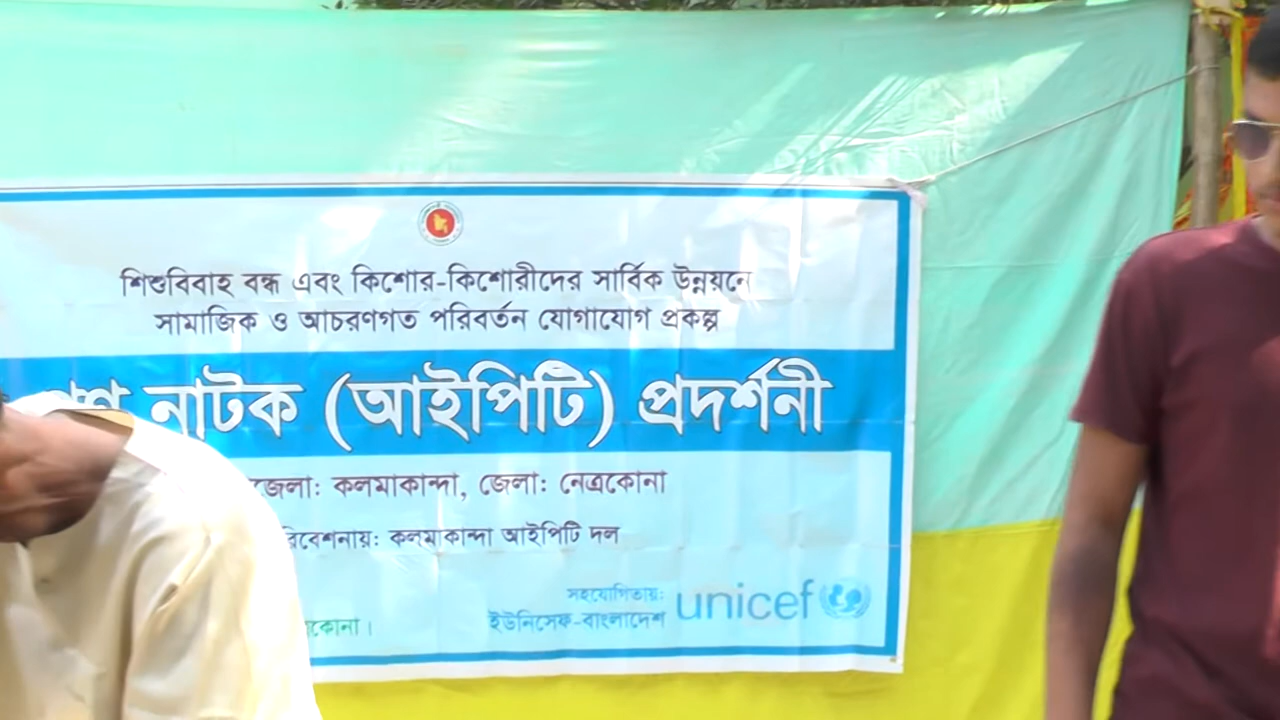 শিশুবিবাহ বন্ধ এবং কিশোর-কিশোরীদের সার্বিক উন্নয়নে
সামাজিক ও আচরণগত পরিবর্তন যোগাযোগ প্রকল্প
নাটক (আইপিটি) প্রদর্শনী
জেলা: কলমাকান্দা, জেলা: নেত্রকোনা
রিবেশনায়: কলমাকান্দা আইপিটি দল
সহযোগিতায়:
ইউনিসেফ-বাংলাদেশ unicef
কোনা।